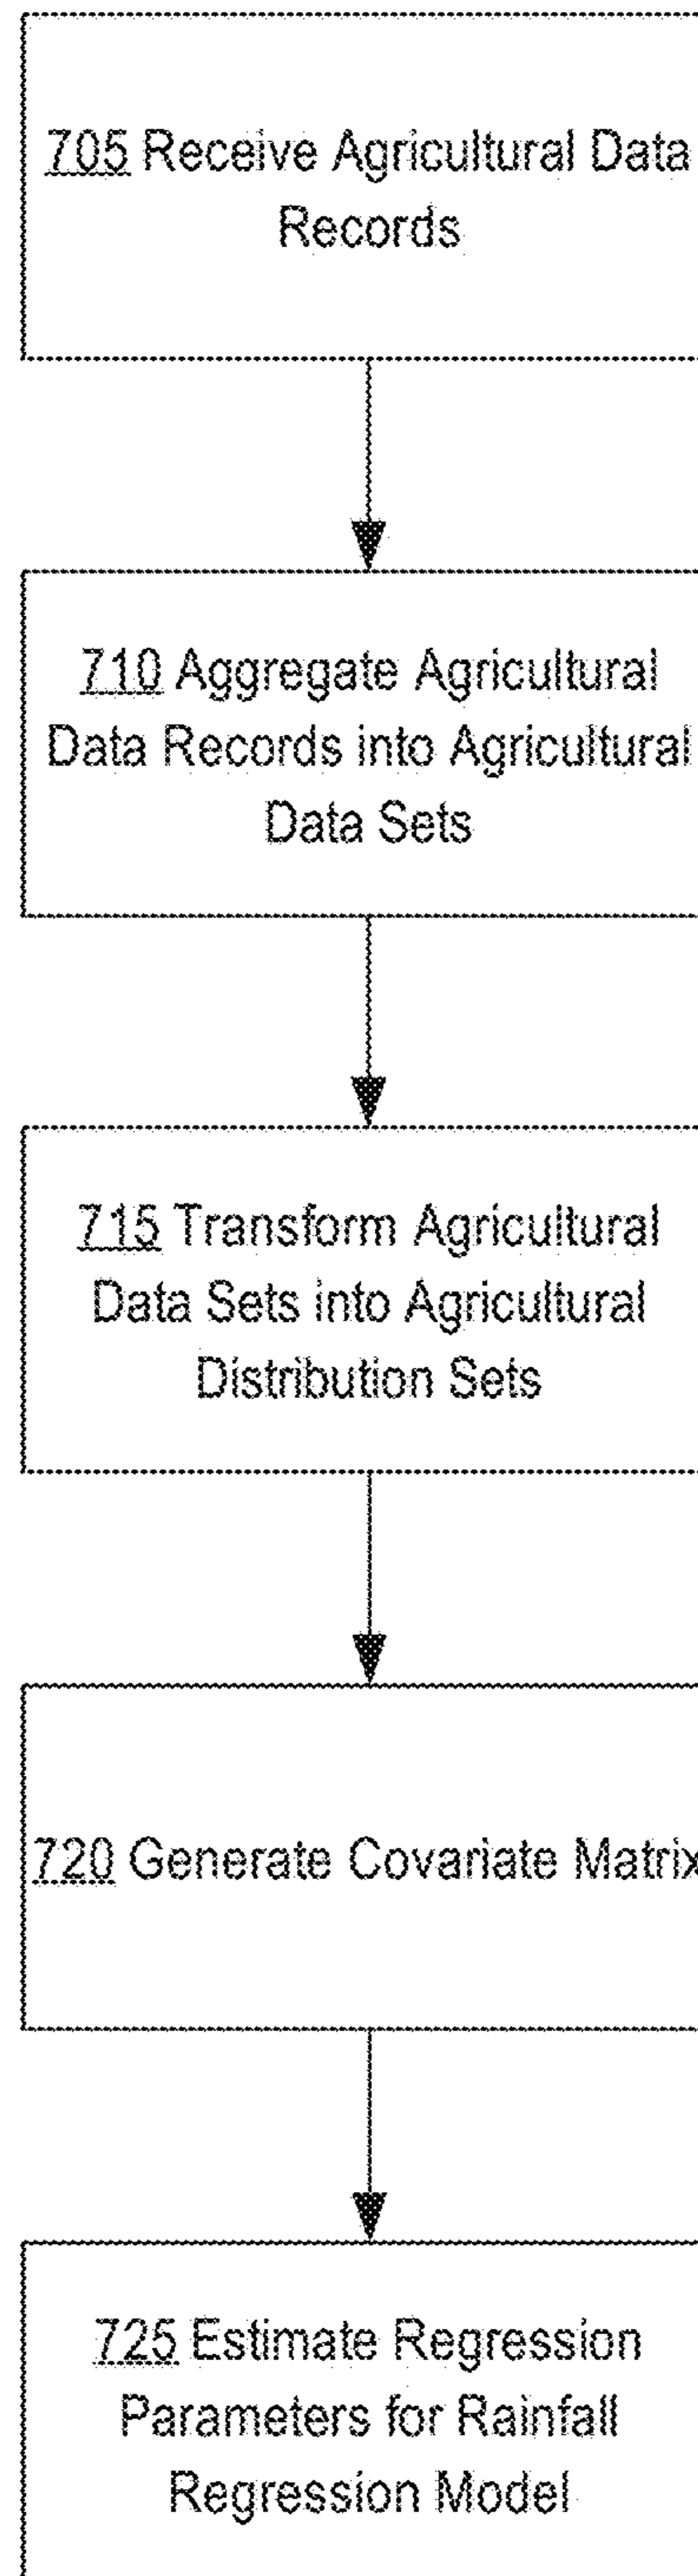 705 Receive Agricultural Data
Records
710 Aggregate Agricultural
Data Records into Agricultural
Data Sets
715 Transform Agricultural
Data Sets into Agricultural
Distribution Sets
720 Generate Covariate Matrix
725 Estimate Regression
Parameters for Rainfall
Regression Model